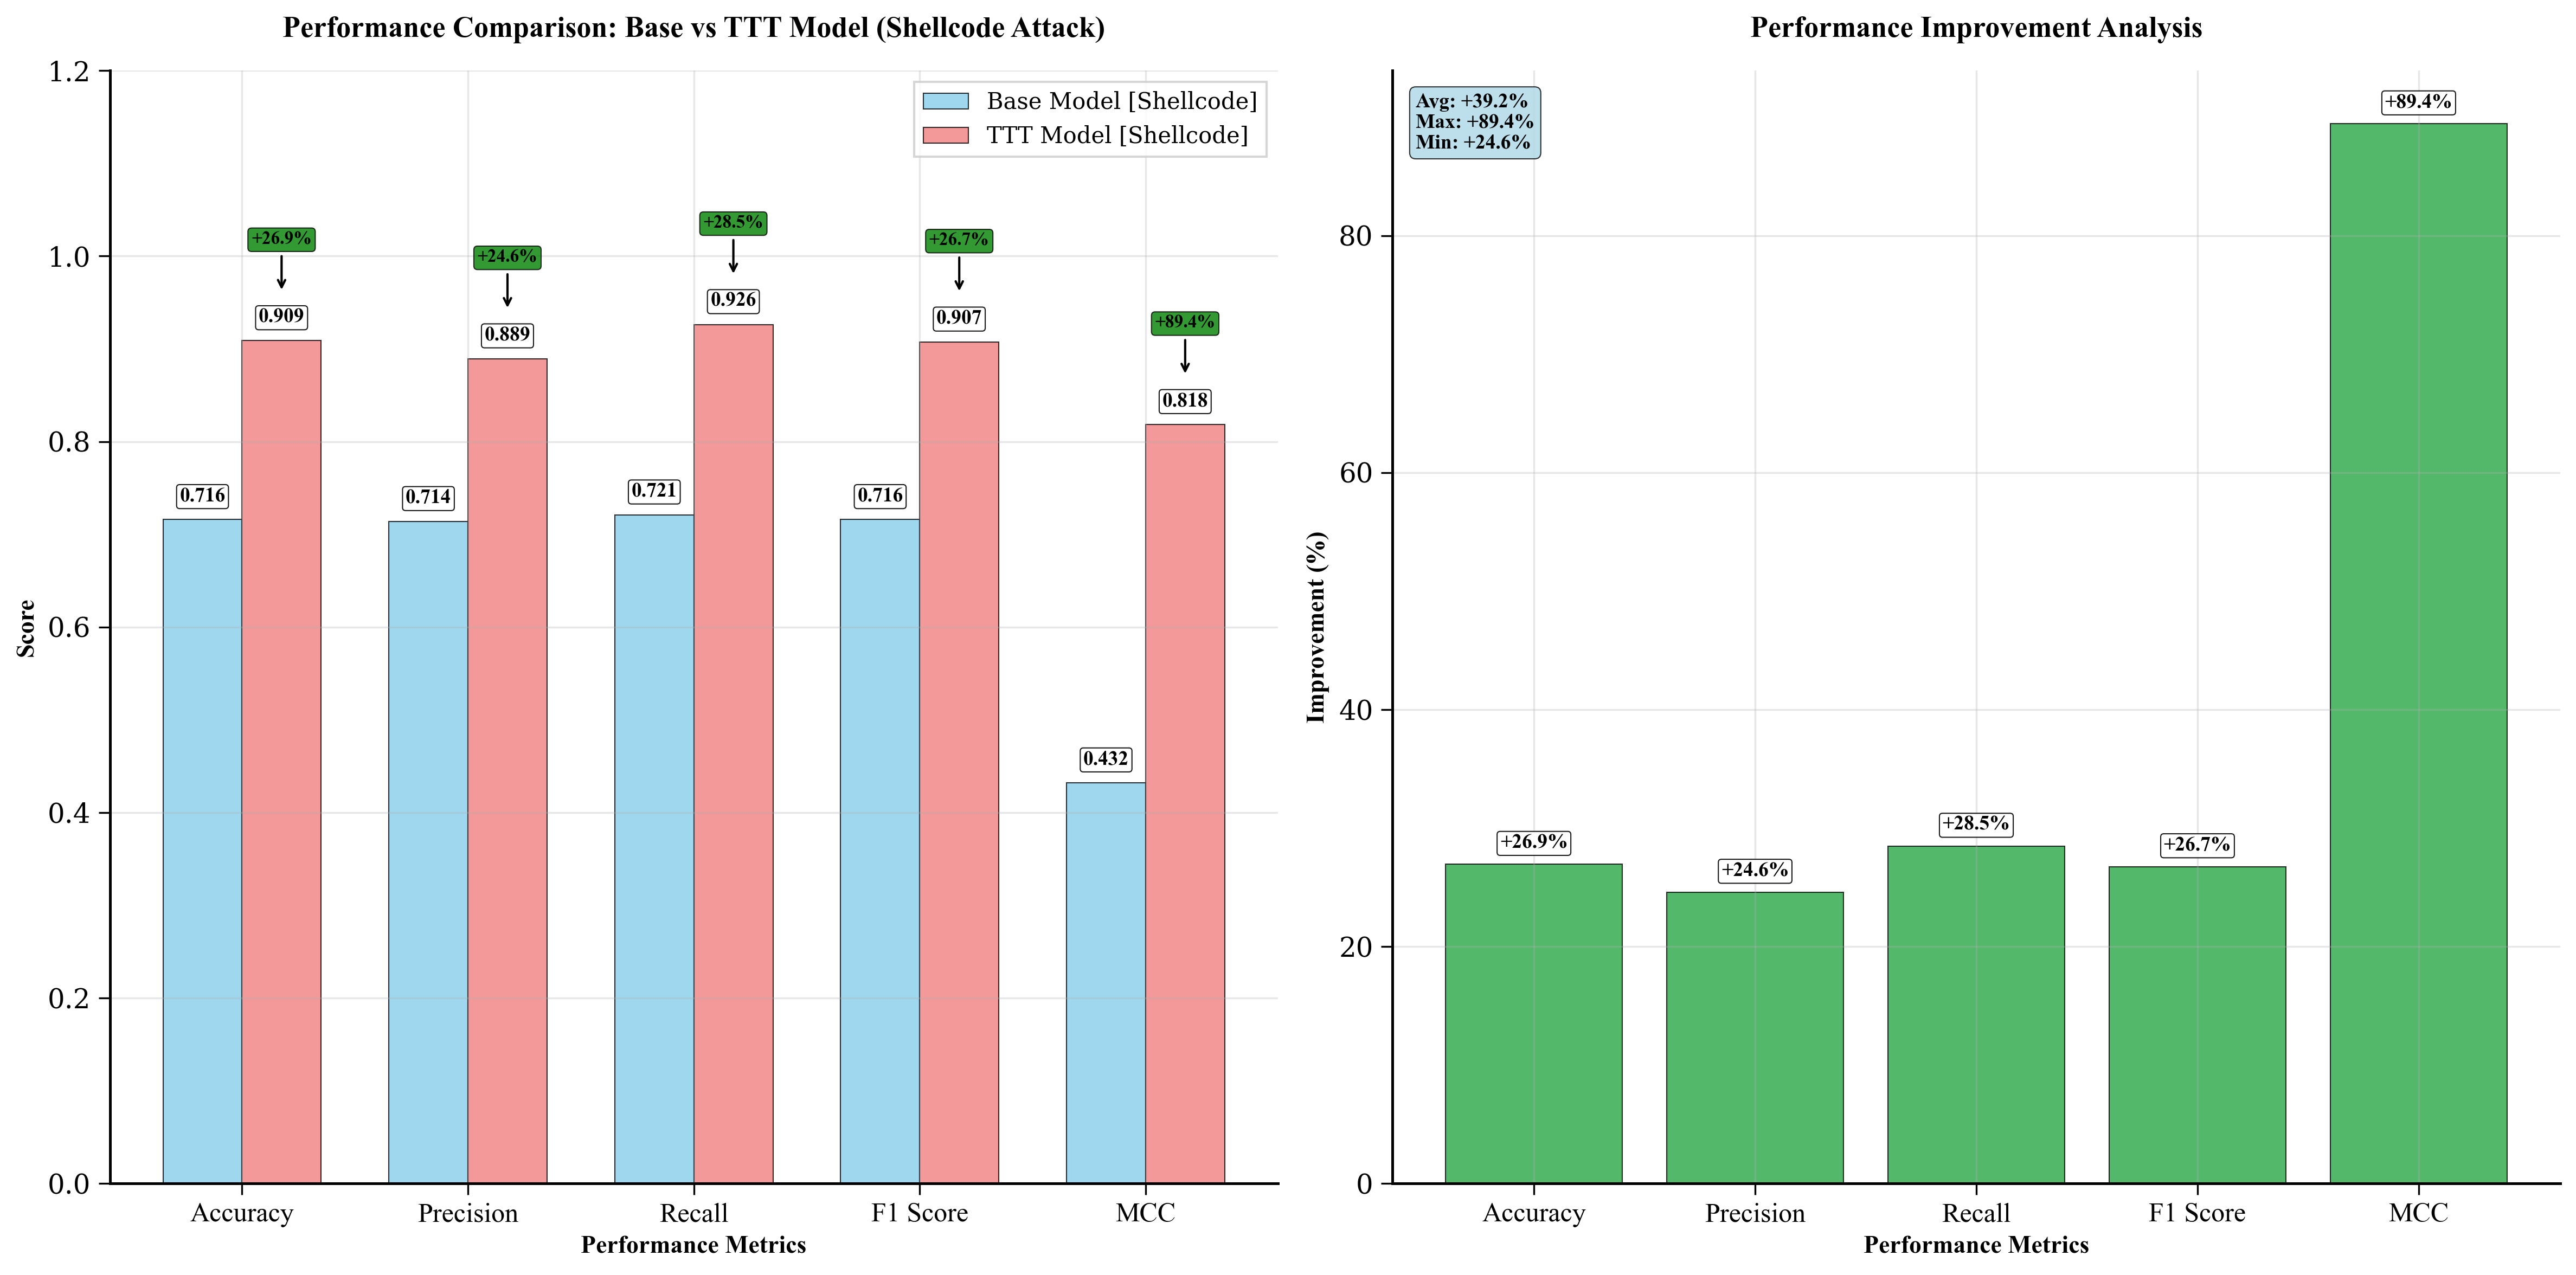 Performance Comparison: Base vs TTT Model (Shellcode Attack)
Base Model [Shellcode]
TTT Model [Shellcode]
Score
1.2
1.0
0.8
0.6
0.4
0.2
0.0
0.716
+26.9%
0.909
0.714
+24.6%
0.889
0.721
+28.5%
0.926
0.716
+26.7%
0.907
0.432
+89.4%
0.818
Accuracy
Precision
Recall
F1 Score
MCC
Performance Metrics
Performance Improvement Analysis
Avg: +39.2%
Max: +89.4%
Min: +24.6%
Improvement (%)
80
60
40
20
0
+26.9%
+24.6%
+28.5%
+26.7%
+89.4%
Accuracy
Precision
Recall
F1 Score
MCC
Performance Metrics